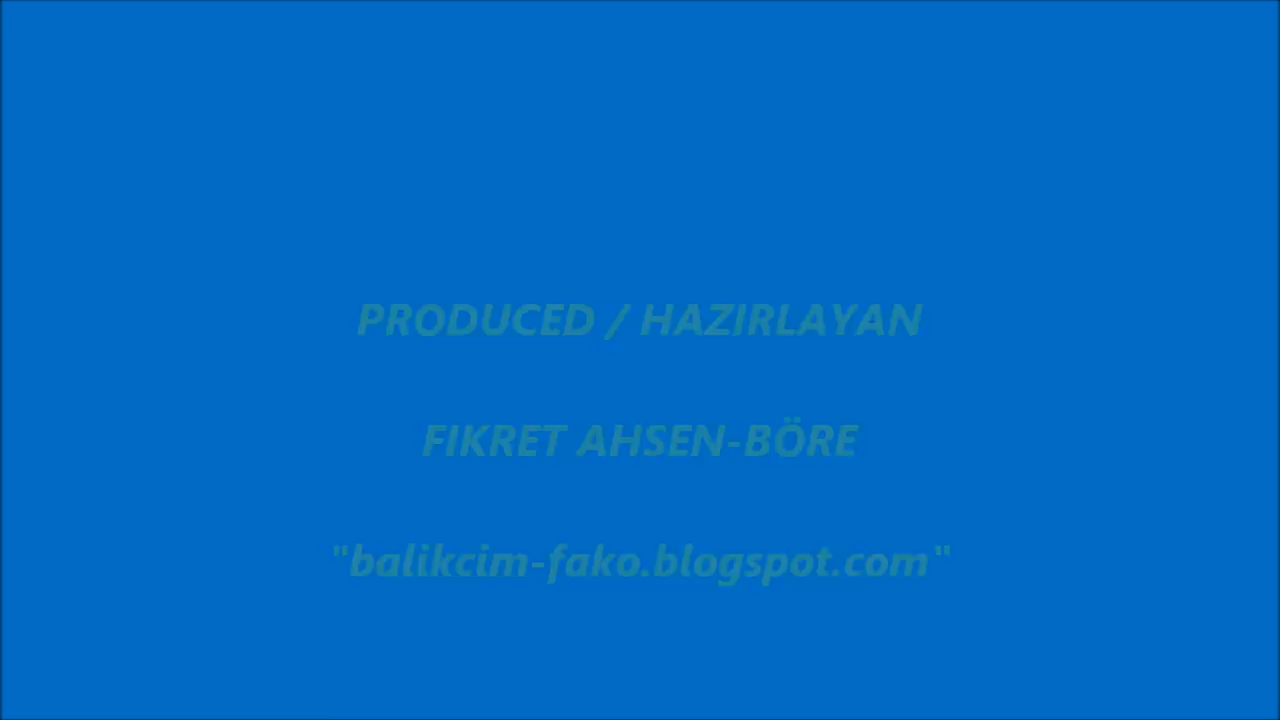 PRODUCED / HAZIRLAYAN
FIKRET AHSEN-BÖRE
"balikcim-fako.blogspot.com"